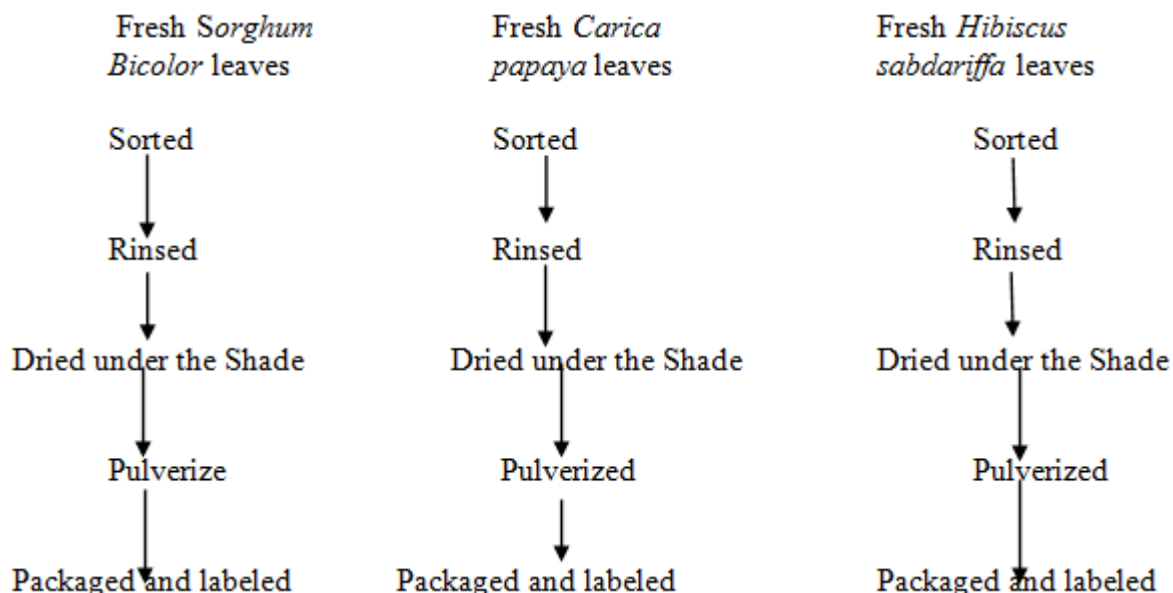 Fresh Sorghum
Bicolor leaves
Sorted
Rinsed
Dried under the Shade
Pulverize
Packaged and labeled
Fresh Carica
papaya leaves
Sorted
Rinsed
Dried under the Shade
Pulverized
Packaged and labeled
Fresh Hibiscus
sabdariffa leaves
Sorted
Rinsed
Dried under the Shade
Pulverized
Packaged and labeled